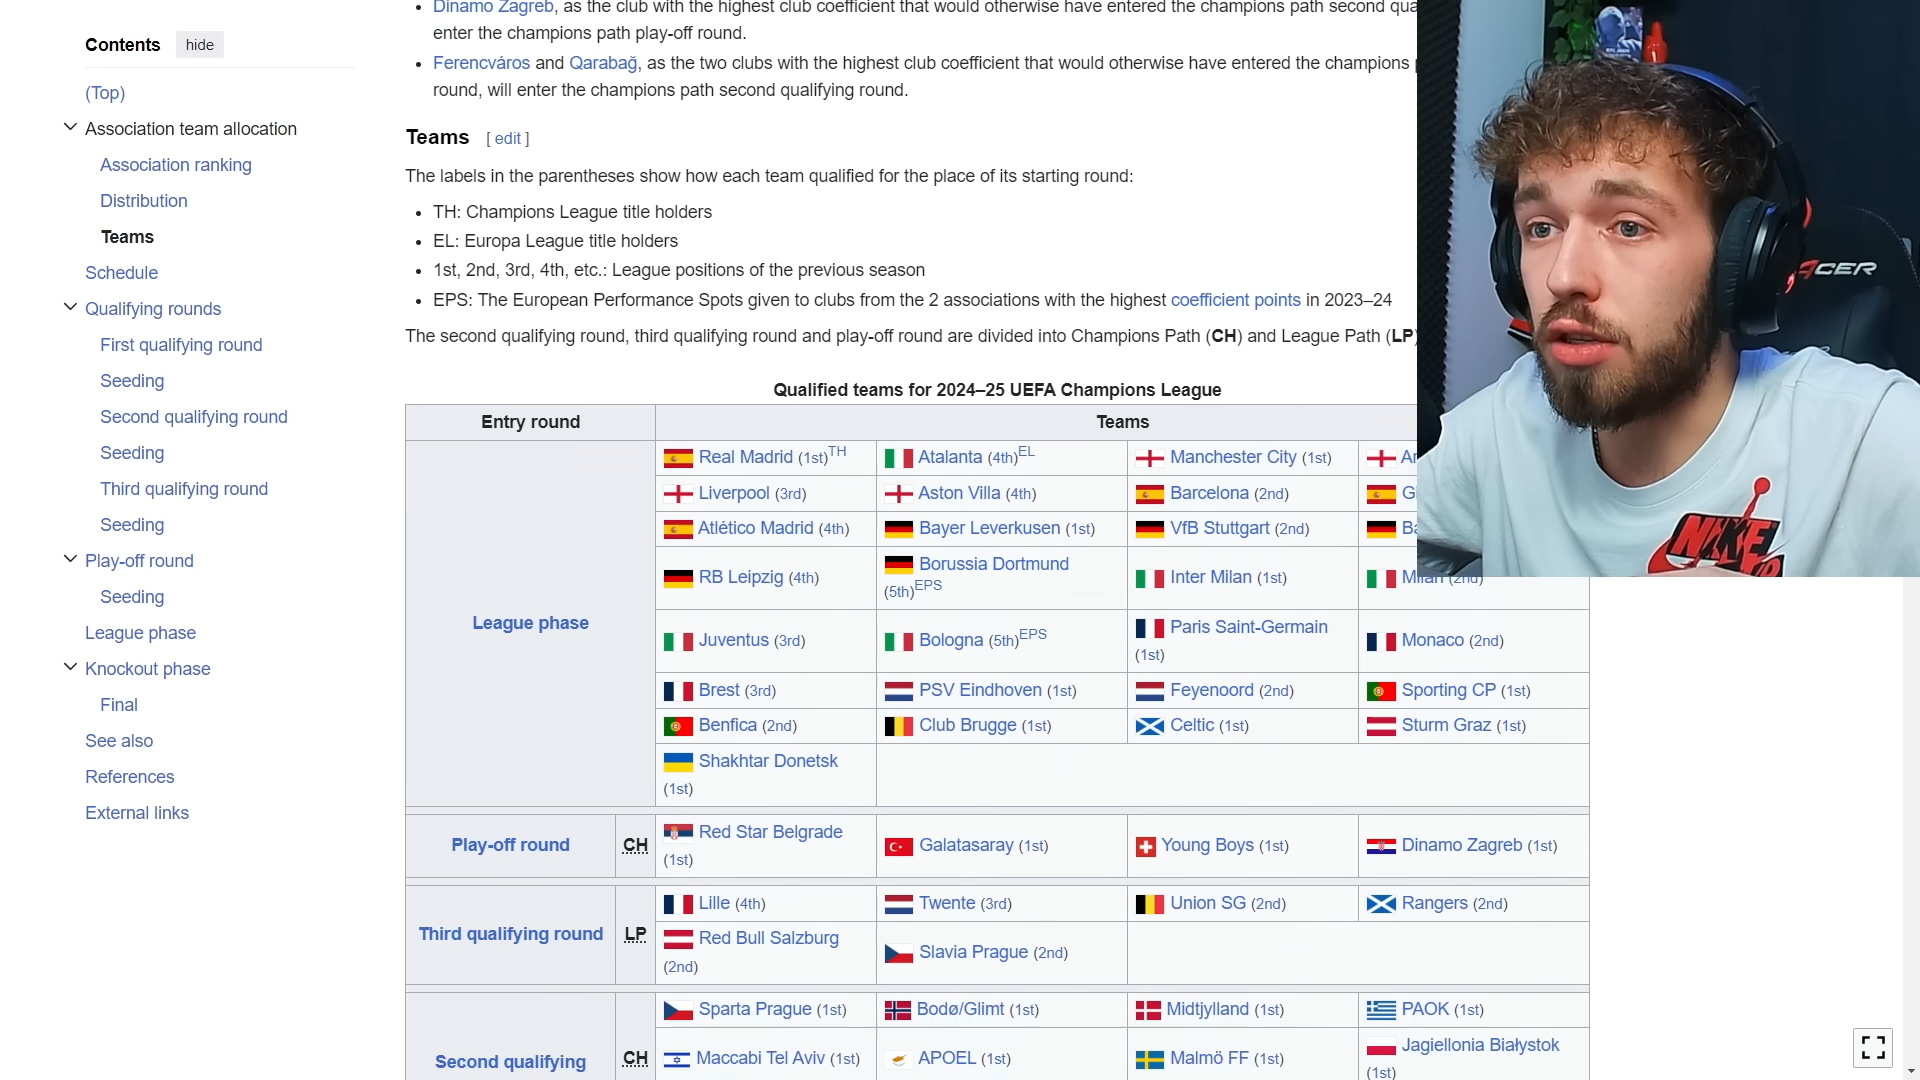 Dinamo Zagreb, as the club with the highest club coefficient that would otherwise have entered the champions path second qua
enter the champions path play-off round.
Ferencváros and Qarabağ, as the two clubs with the highest club coefficient that would otherwise have entered the champions
round, will enter the champions path second qualifying round.
Contents hide
(Top)
Association team allocation
Association ranking
Distribution
Teams
Schedule
Qualifying rounds
First qualifying round
Seeding
Second qualifying round
Seeding
Third qualifying round
Seeding
Play-off round
Seeding
League phase
Knockout phase
Final
See also
References
External links
Teams [ edit ]
The labels in the parentheses show how each team qualified for the place of its starting round:
TH: Champions League title holders
EL: Europa League title holders
1st, 2nd, 3rd, 4th, etc.: League positions of the previous season
EPS: The European Performance Spots given to clubs from the 2 associations with the highest coefficient points in 2023–24
The second qualifying round, third qualifying round and play-off round are divided into Champions Path (CH) and League Path (LP)
Qualified teams for 2024–25 UEFA Champions League
Entry round Teams
League phase
Real Madrid (1st)TH Atalanta (4th)EL Manchester City (1st) Ar
Liverpool (3rd) Aston Villa (4th) Barcelona (2nd) Gi
Atlético Madrid (4th) Bayer Leverkusen (1st) VfB Stuttgart (2nd) Ba
RB Leipzig (4th) Borussia Dortmund (5th)EPS Inter Milan (1st) Milan (2nd)
Juventus (3rd) Bologna (5th)EPS Paris Saint-Germain (1st) Monaco (2nd)
Brest (3rd) PSV Eindhoven (1st) Feyenoord (2nd) Sporting CP (1st)
Benfica (2nd) Club Brugge (1st) Celtic (1st) Sturm Graz (1st)
Shakhtar Donetsk (1st)
Play-off round CH Red Star Belgrade (1st) Galatasaray (1st) Young Boys (1st) Dinamo Zagreb (1st)
Third qualifying round LP Lille (4th) Twente (3rd) Union SG (2nd) Rangers (2nd)
Red Bull Salzburg (2nd) Slavia Prague (2nd)
Second qualifying CH Sparta Prague (1st) Bodø/Glimt (1st) Midtjylland (1st) PAOK (1st)
Maccabi Tel Aviv (1st) APOEL (1st) Malmö FF (1st) Jagiellonia Białystok (1st)
ACER
NIKE